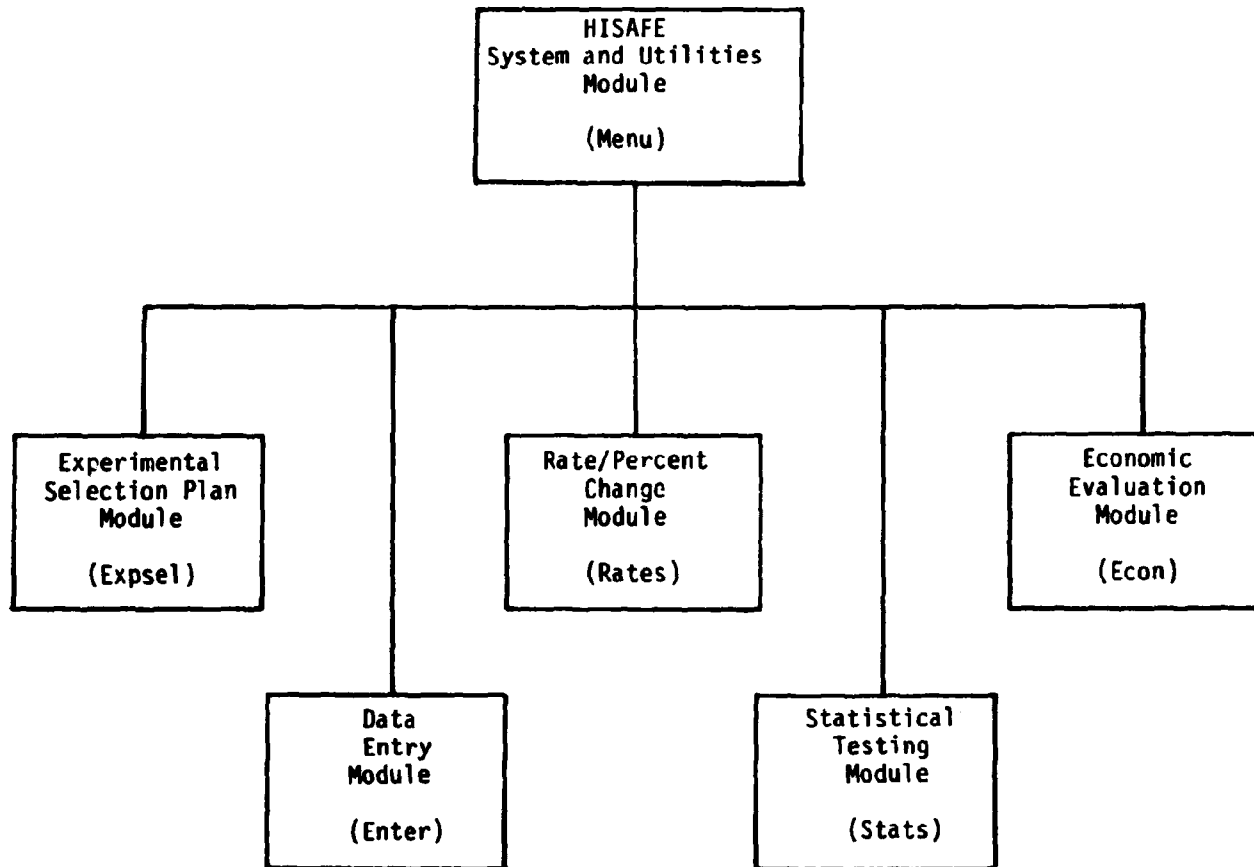 HISAFE
System and Utilities
Module
(Menu)
Experimental
Selection Plan
Module
(Expsel)
Rate/Percent
Change
Module
(Rates)
Economic
Evaluation
Module
(Econ)
Data
Entry
Module
(Enter)
Statistical
Testing
Module
(Stats)